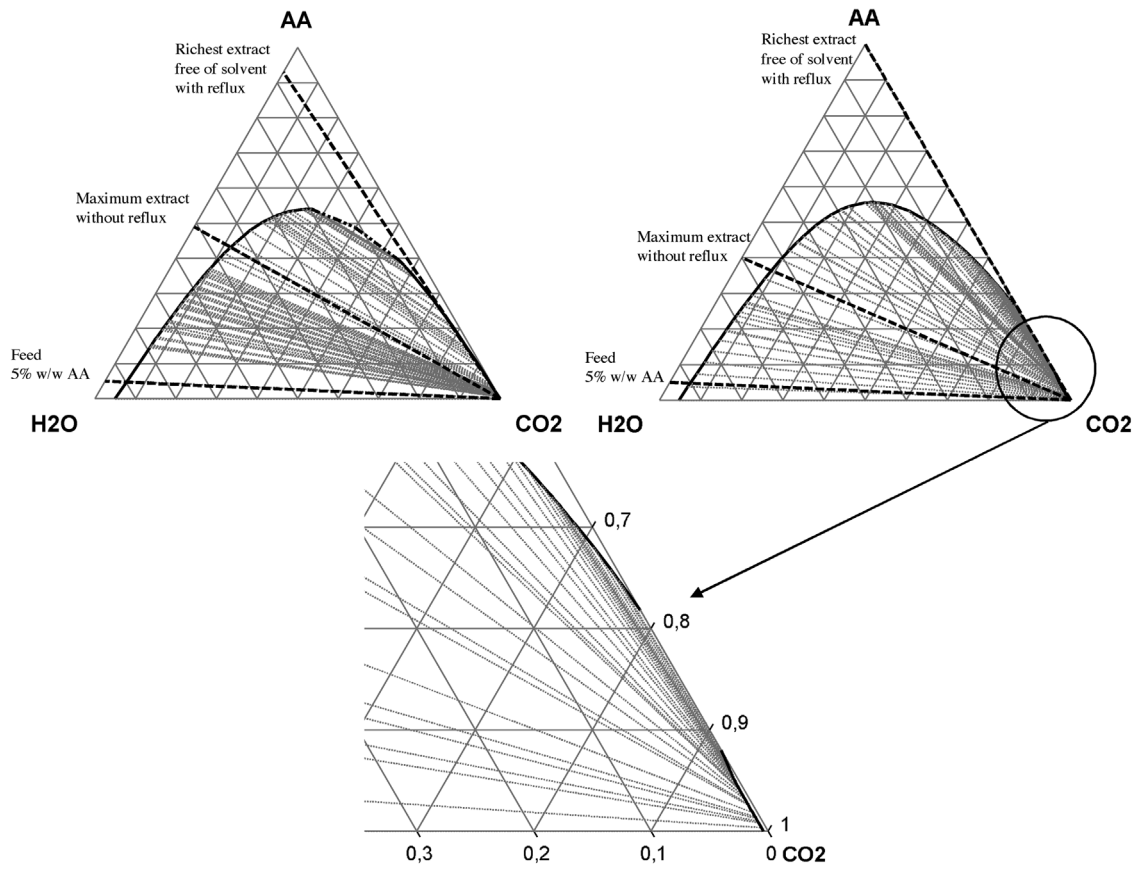 AA
Richest extract
free of solvent
with reflux
Maximum extract
without reflux
Feed
5% w/w AA
H2O
CO2
AA
Richest extract
free of solvent
with reflux
Maximum extract
without reflux
Feed
5% w/w AA
H2O
CO2
0,7
0,8
0,9
1
0,3
0,2
0,1
0
CO2